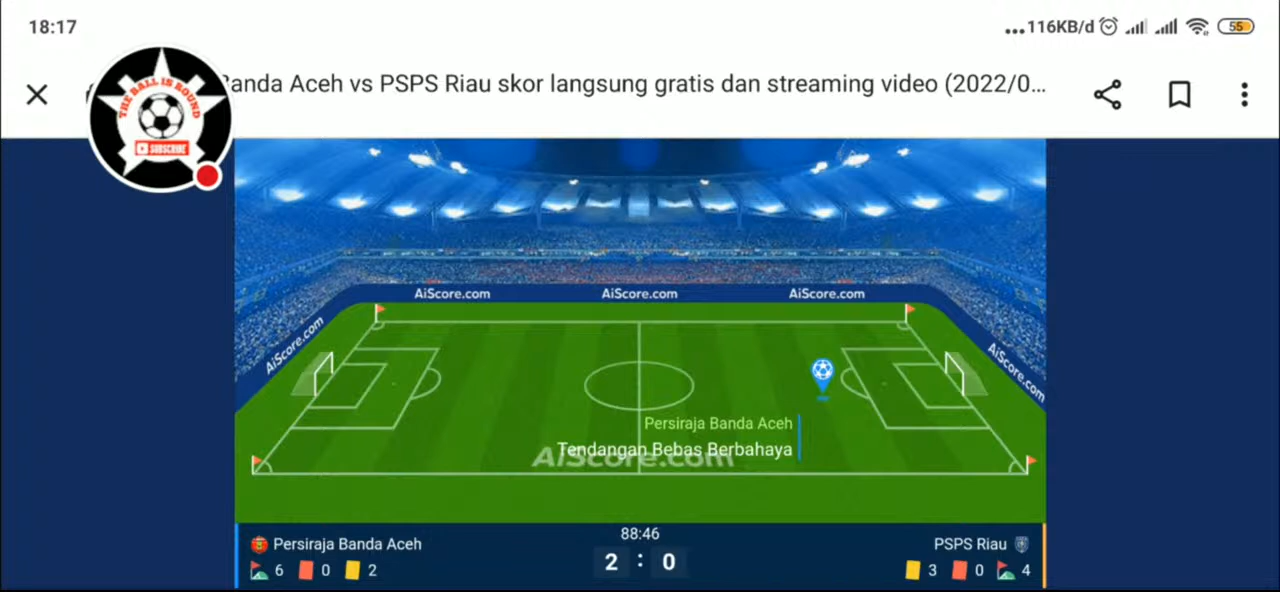 18:17
...116KB/d
55
Banda Aceh vs PSPS Riau skor langsung gratis dan streaming video (2022/0...
THE BALL IS ROUND
SUBSCRIBE
AiScore.com
AiScore.com
AiScore.com
AiScore.com
AiScore.com
Persiraja Banda Aceh
Tendangan Bebas Berbahaya
AiScore.com
88:46
Persiraja Banda Aceh
2 : 0
PSPS Riau
6 0 2
3 0 4